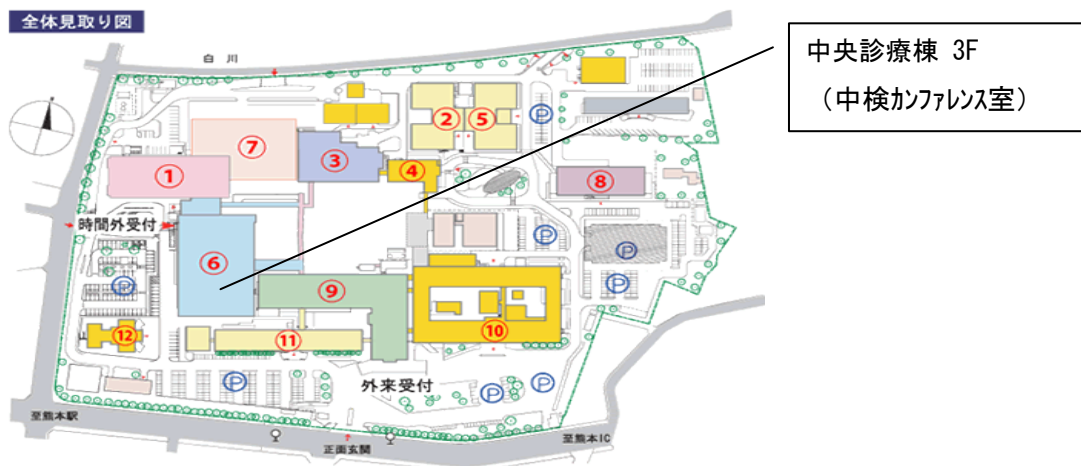 全体見取り図
白川
中央診療棟 3F
（中検ｶﾝﾌｧﾚﾝｽ室）
②
⑤
Ⓟ
⑦
③
④
①
⑧
時間外受付
⑥
Ⓟ
Ⓟ
Ⓟ
Ⓟ
⑨
⑩
⑫
⑪
外来受付
Ⓟ
Ⓟ
Ⓟ
至熊本駅
正面玄関
至熊本IC